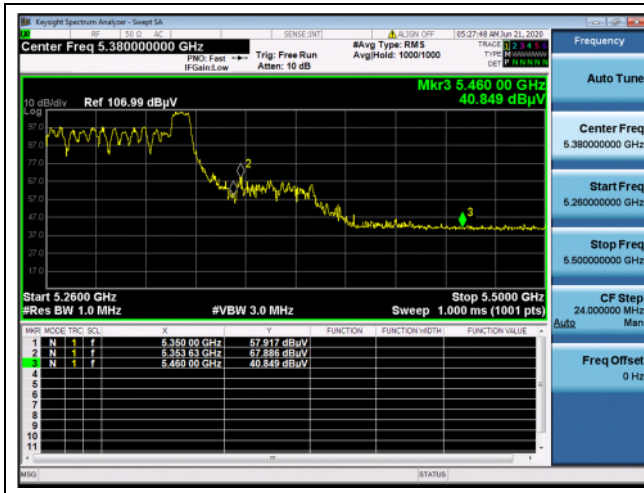 Keysight Spectrum Analyzer - Swept SA
RF 50 Ω AC SENSE:INT ALIGN OFF 05:27:48 AM Jun 21, 2020
Center Freq 5.380000000 GHz
PNO: Fast
IFGain:Low
Trig: Free Run
Atten: 10 dB
#Avg Type: RMS
Avg|Hold: 1000/1000
TRACE 1 2 3 4 5 6
TYPE M WWWWW
DET P N N N N N
Mkr3 5.460 00 GHz
40.849 dBµV
10 dB/div Ref 106.99 dBµV
Log
97.0
87.0
77.0
67.0
57.0
47.0
37.0
27.0
17.0
2
3
Start 5.2600 GHz
Stop 5.5000 GHz
#Res BW 1.0 MHz
#VBW 3.0 MHz
Sweep 1.000 ms (1001 pts)
MKR MODE TRC SCL X Y FUNCTION FUNCTION WIDTH FUNCTION VALUE
1 N 1 f 5.350 00 GHz 57.917 dBµV
2 N 1 f 5.353 63 GHz 67.886 dBµV
3 N 1 f 5.460 00 GHz 40.849 dBµV
4
5
6
7
8
9
10
11
MSG
STATUS
Frequency
Auto Tune
Center Freq
5.380000000 GHz
Start Freq
5.260000000 GHz
Stop Freq
5.500000000 GHz
CF Step
24.000000 MHz
Auto Man
Freq Offset
0 Hz